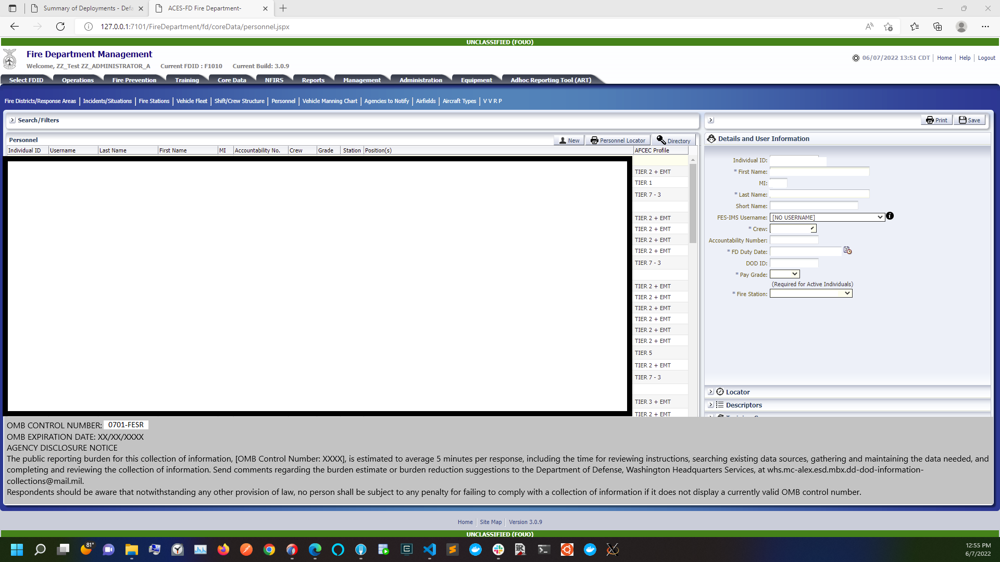 Summary of Deployments - Defa
ACES-FD Fire Department-
127.0.0.1:7101/FireDepartment/fd/coreData/personnel.jspx
UNCLASSIFIED (FOUO)
Fire Department Management
Welcome, ZZ_Test ZZ_ADMINISTRATOR_A Current FDID : F1010 Current Build: 3.0.9
06/07/2022 13:51 CDT Home Help Logout
Select FDID Operations Fire Prevention Training Core Data NFIRS Reports Management Administration Equipment Adhoc Reporting Tool (ART)
Fire Districts/Response Areas Incidents/Situations Fire Stations Vehicle Fleet Shift/Crew Structure Personnel Vehicle Manning Chart Agencies to Notify Airfields Aircraft Types V V R P
Search/Filters
Print Save
Personnel
New Personnel Locator Directory
Individual ID Username Last Name First Name MI Accountability No. Crew Grade Station Position(s) AFCEC Profile
TIER 2 + EMT
TIER 1
TIER 7 - 3
TIER 2 + EMT
TIER 2 + EMT
TIER 2 + EMT
TIER 2 + EMT
TIER 7 - 3
TIER 2 + EMT
TIER 2 + EMT
TIER 2 + EMT
TIER 2 + EMT
TIER 2 + EMT
TIER 2 + EMT
TIER 5
TIER 2 + EMT
TIER 7 - 3
TIER 3 + EMT
TIER 2 + EMT
Details and User Information
Individual ID:
* First Name:
MI:
* Last Name:
Short Name:
FES-IMS Username: [NO USERNAME]
* Crew:
Accountability Number:
* FD Duty Date:
DOD ID:
* Pay Grade:
(Required for Active Individuals)
* Fire Station:
Locator
Descriptors
OMB CONTROL NUMBER: 0701-FESR
OMB EXPIRATION DATE: XX/XX/XXXX
AGENCY DISCLOSURE NOTICE
The public reporting burden for this collection of information, [OMB Control Number: XXXX], is estimated to average 5 minutes per response, including the time for reviewing instructions, searching existing data sources, gathering and maintaining the data needed, and
completing and reviewing the collection of information. Send comments regarding the burden estimate or burden reduction suggestions to the Department of Defense, Washington Headquarters Services, at whs.mc-alex.esd.mbx.dd-dod-information-
collections@mail.mil.
Respondents should be aware that notwithstanding any other provision of law, no person shall be subject to any penalty for failing to comply with a collection of information if it does not display a currently valid OMB control number.
Home Site Map Version 3.0.9
UNCLASSIFIED (FOUO)
81°
12:55 PM
6/7/2022